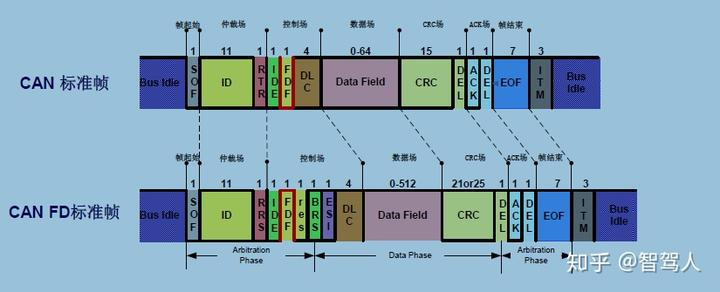 帧起始 仲裁场 控制场 数据场 CRC场 ACK场 帧结束
1 11 1 1 1 4 0-64 15 1 1 1 7 3
CAN 标准帧 Bus Idle SOF ID RTR IDE FDF DLC Data Field CRC DEL ACK DEL EOF ITM Bus Idle
帧起始 仲裁场 控制场 数据场 CRC场 ACK场 帧结束
1 11 1 1 1 1 1 1 4 0-512 21or25 1 1 1 7 3
CAN FD标准帧 Bus Idle SOF ID RRS IDE FDF res BRS ESI DLC Data Field CRC DEL ACK DEL EOF ITM Bus Idle
Arbitration Phase Data Phase Arbitration Phase
知乎 @智驾人